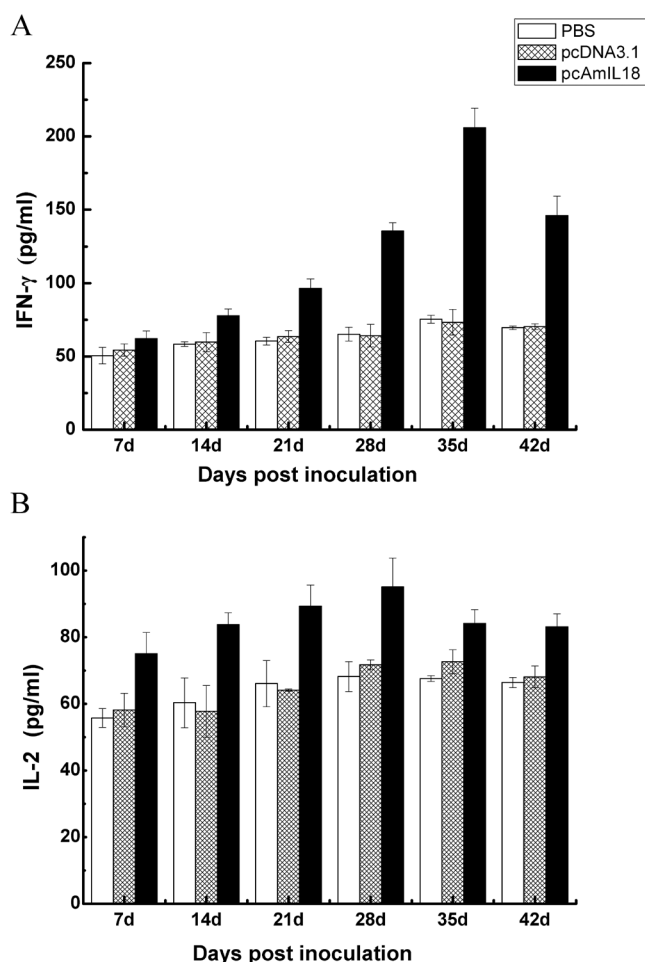 A
PBS
pcDNA3.1
pcAmIL18
250
200
150
100
50
0
IFN-γ (pg/ml)
7d 14d 21d 28d 35d 42d
Days post inoculation
B
100
80
60
40
20
0
IL-2 (pg/ml)
7d 14d 21d 28d 35d 42d
Days post inoculation